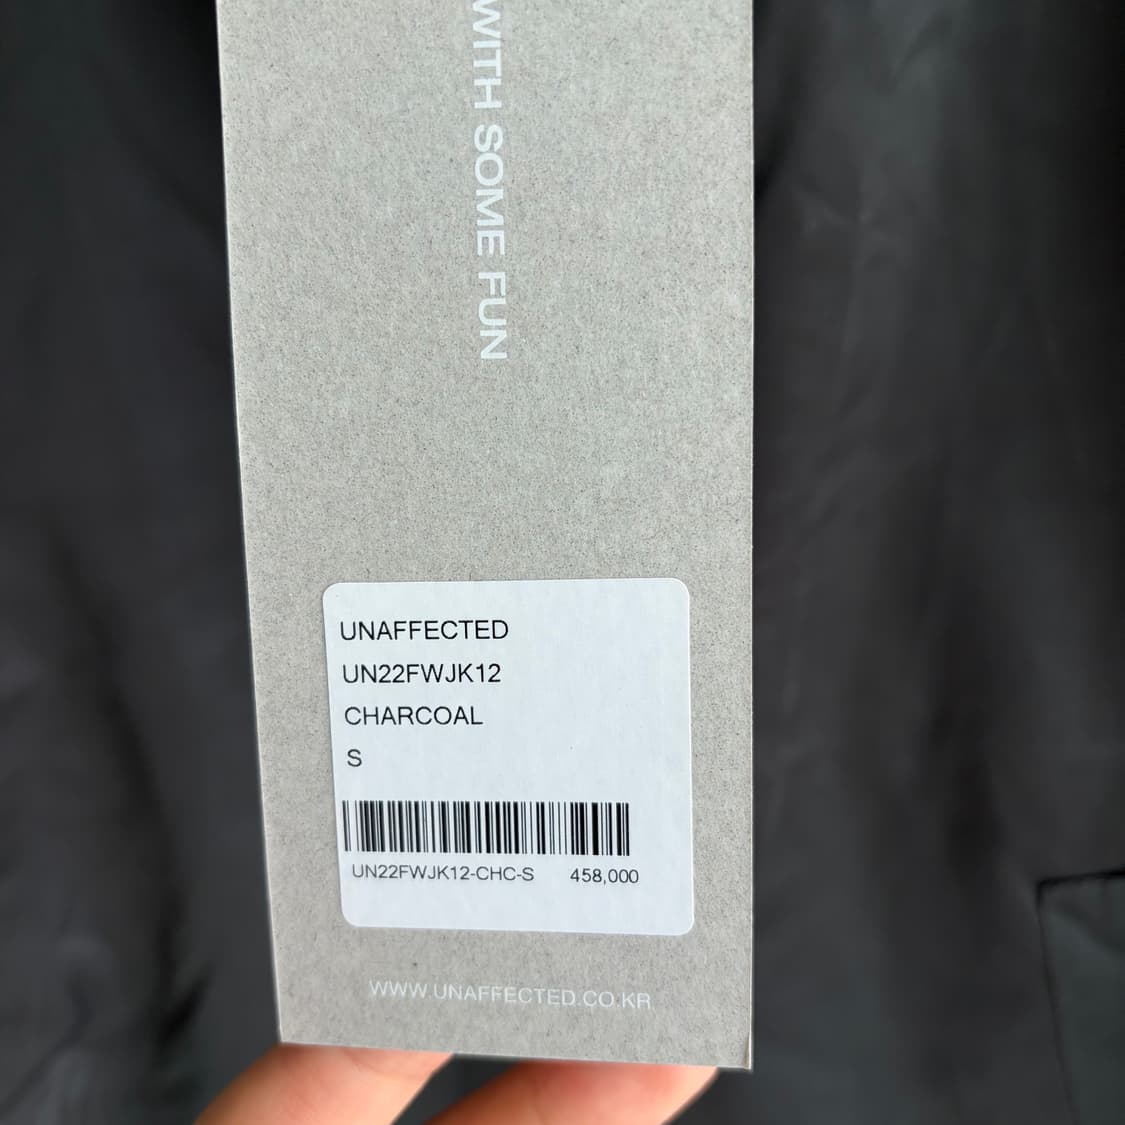 WITH SOME FUN
UNAFFECTED
UN22FWJK12
CHARCOAL
S
UN22FWJK12-CHC-S 458,000
WWW.UNAFFECTED.CO.KR